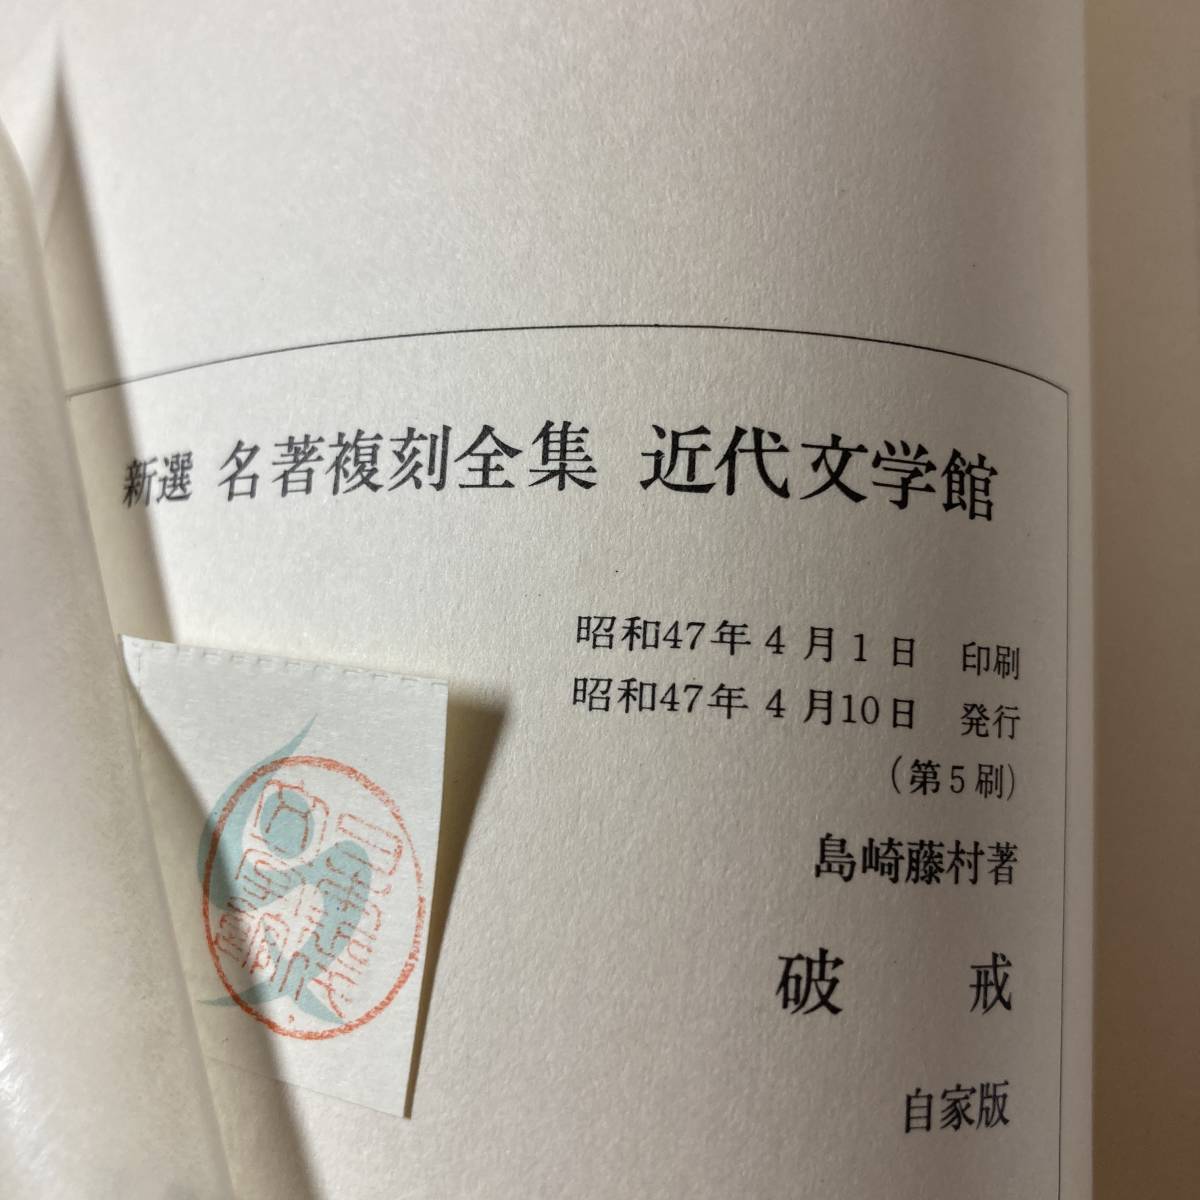 新選 名著複刻全集 近代文学館
昭和47年4月1日 印刷
昭和47年4月10日 発行
(第5刷)
島崎藤村著
破戒
自家版